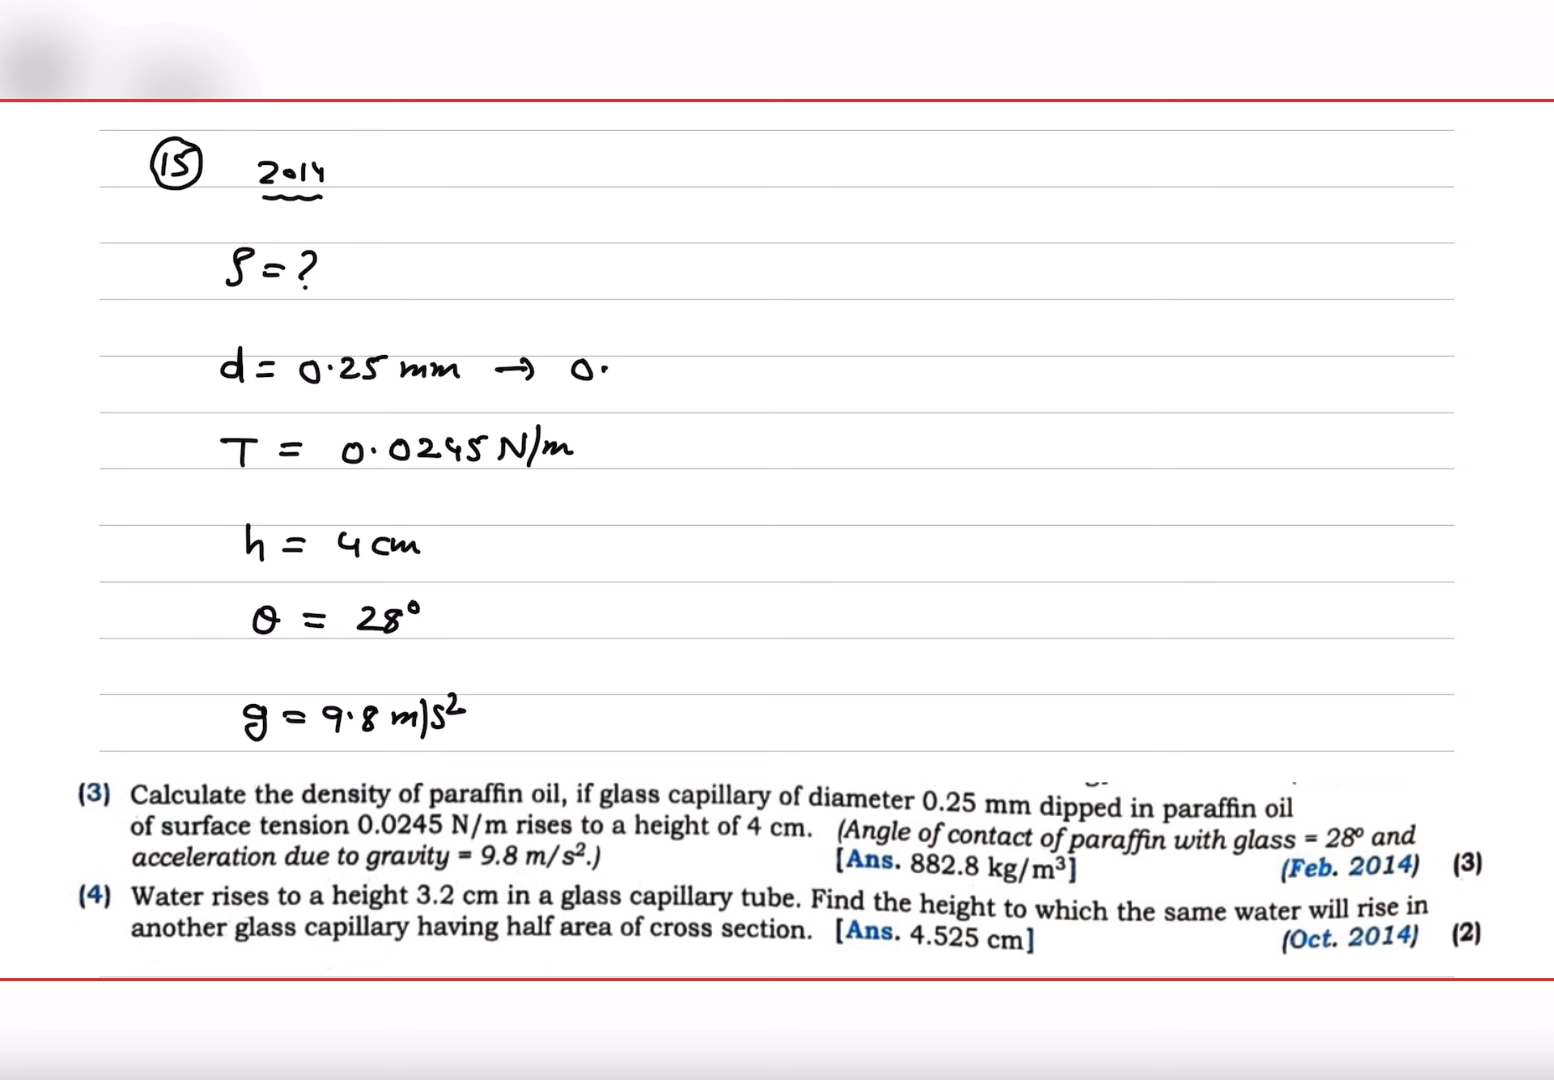 15 2014
ρ = ?
d = 0.25 mm → 0.
T = 0.0245 N/m
h = 4 cm
θ = 28°
g = 9.8 m/s²
(3) Calculate the density of paraffin oil, if glass capillary of diameter 0.25 mm dipped in paraffin oil
of surface tension 0.0245 N/m rises to a height of 4 cm. (Angle of contact of paraffin with glass = 28° and
acceleration due to gravity = 9.8 m/s².) [Ans. 882.8 kg/m³] (Feb. 2014) (3)
(4) Water rises to a height 3.2 cm in a glass capillary tube. Find the height to which the same water will rise in
another glass capillary having half area of cross section. [Ans. 4.525 cm] (Oct. 2014) (2)